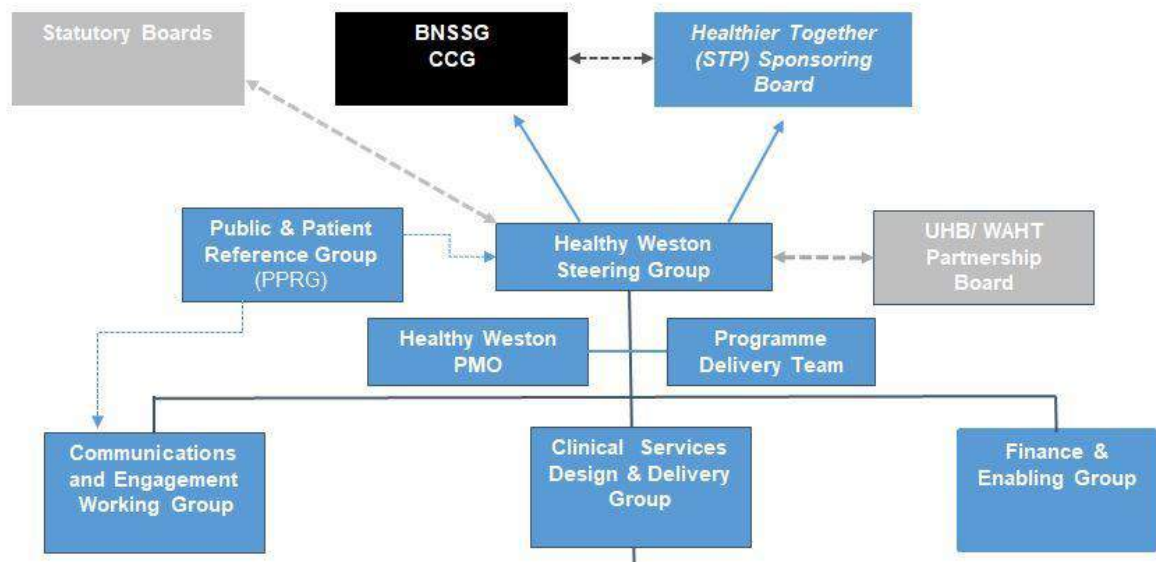 Statutory Boards
BNSSG
CCG
Healthier Together
(STP) Sponsoring
Board
Public & Patient
Reference Group
(PPRG)
Healthy Weston
Steering Group
UHB/ WAHT
Partnership
Board
Healthy Weston
PMO
Programme
Delivery Team
Communications
and Engagement
Working Group
Clinical Services
Design & Delivery
Group
Finance &
Enabling Group